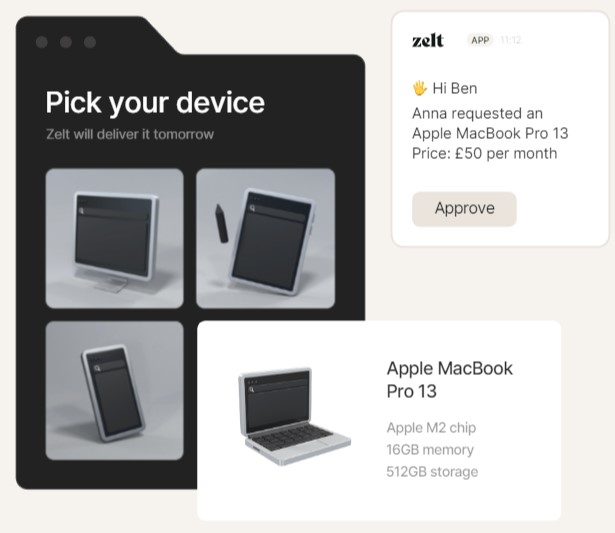 Pick your device
Zelt will deliver it tomorrow
zelt APP 11:12
🖐 Hi Ben
Anna requested an
Apple MacBook Pro 13
Price: £50 per month
Approve
Apple MacBook
Pro 13
Apple M2 chip
16GB memory
512GB storage